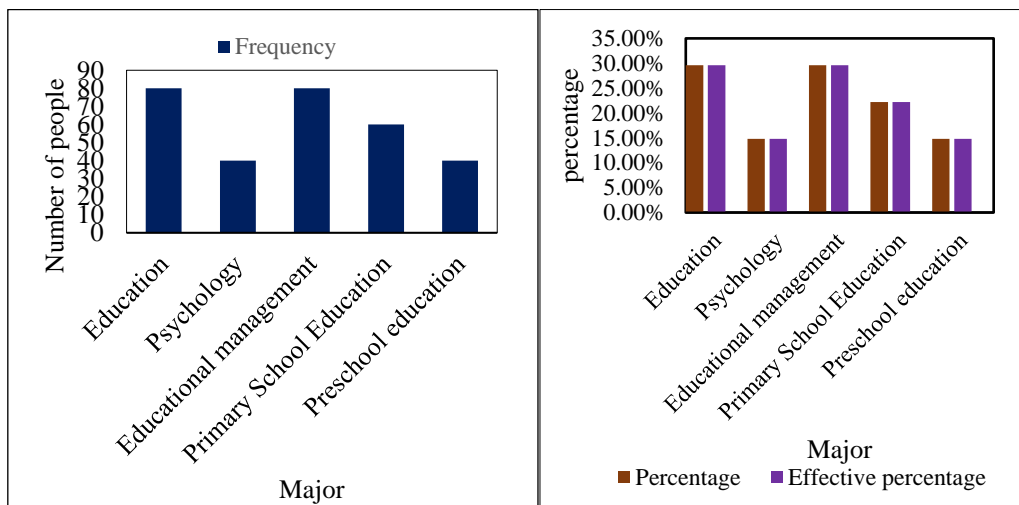 Frequency
Number of people
90
80
70
60
50
40
30
20
10
0
Education
Psychology
Educational management
Primary School Education
Preschool education
Major
percentage
35.00%
30.00%
25.00%
20.00%
15.00%
10.00%
5.00%
0.00%
Education
Psychology
Educational management
Primary School Education
Preschool education
Major
Percentage
Effective percentage